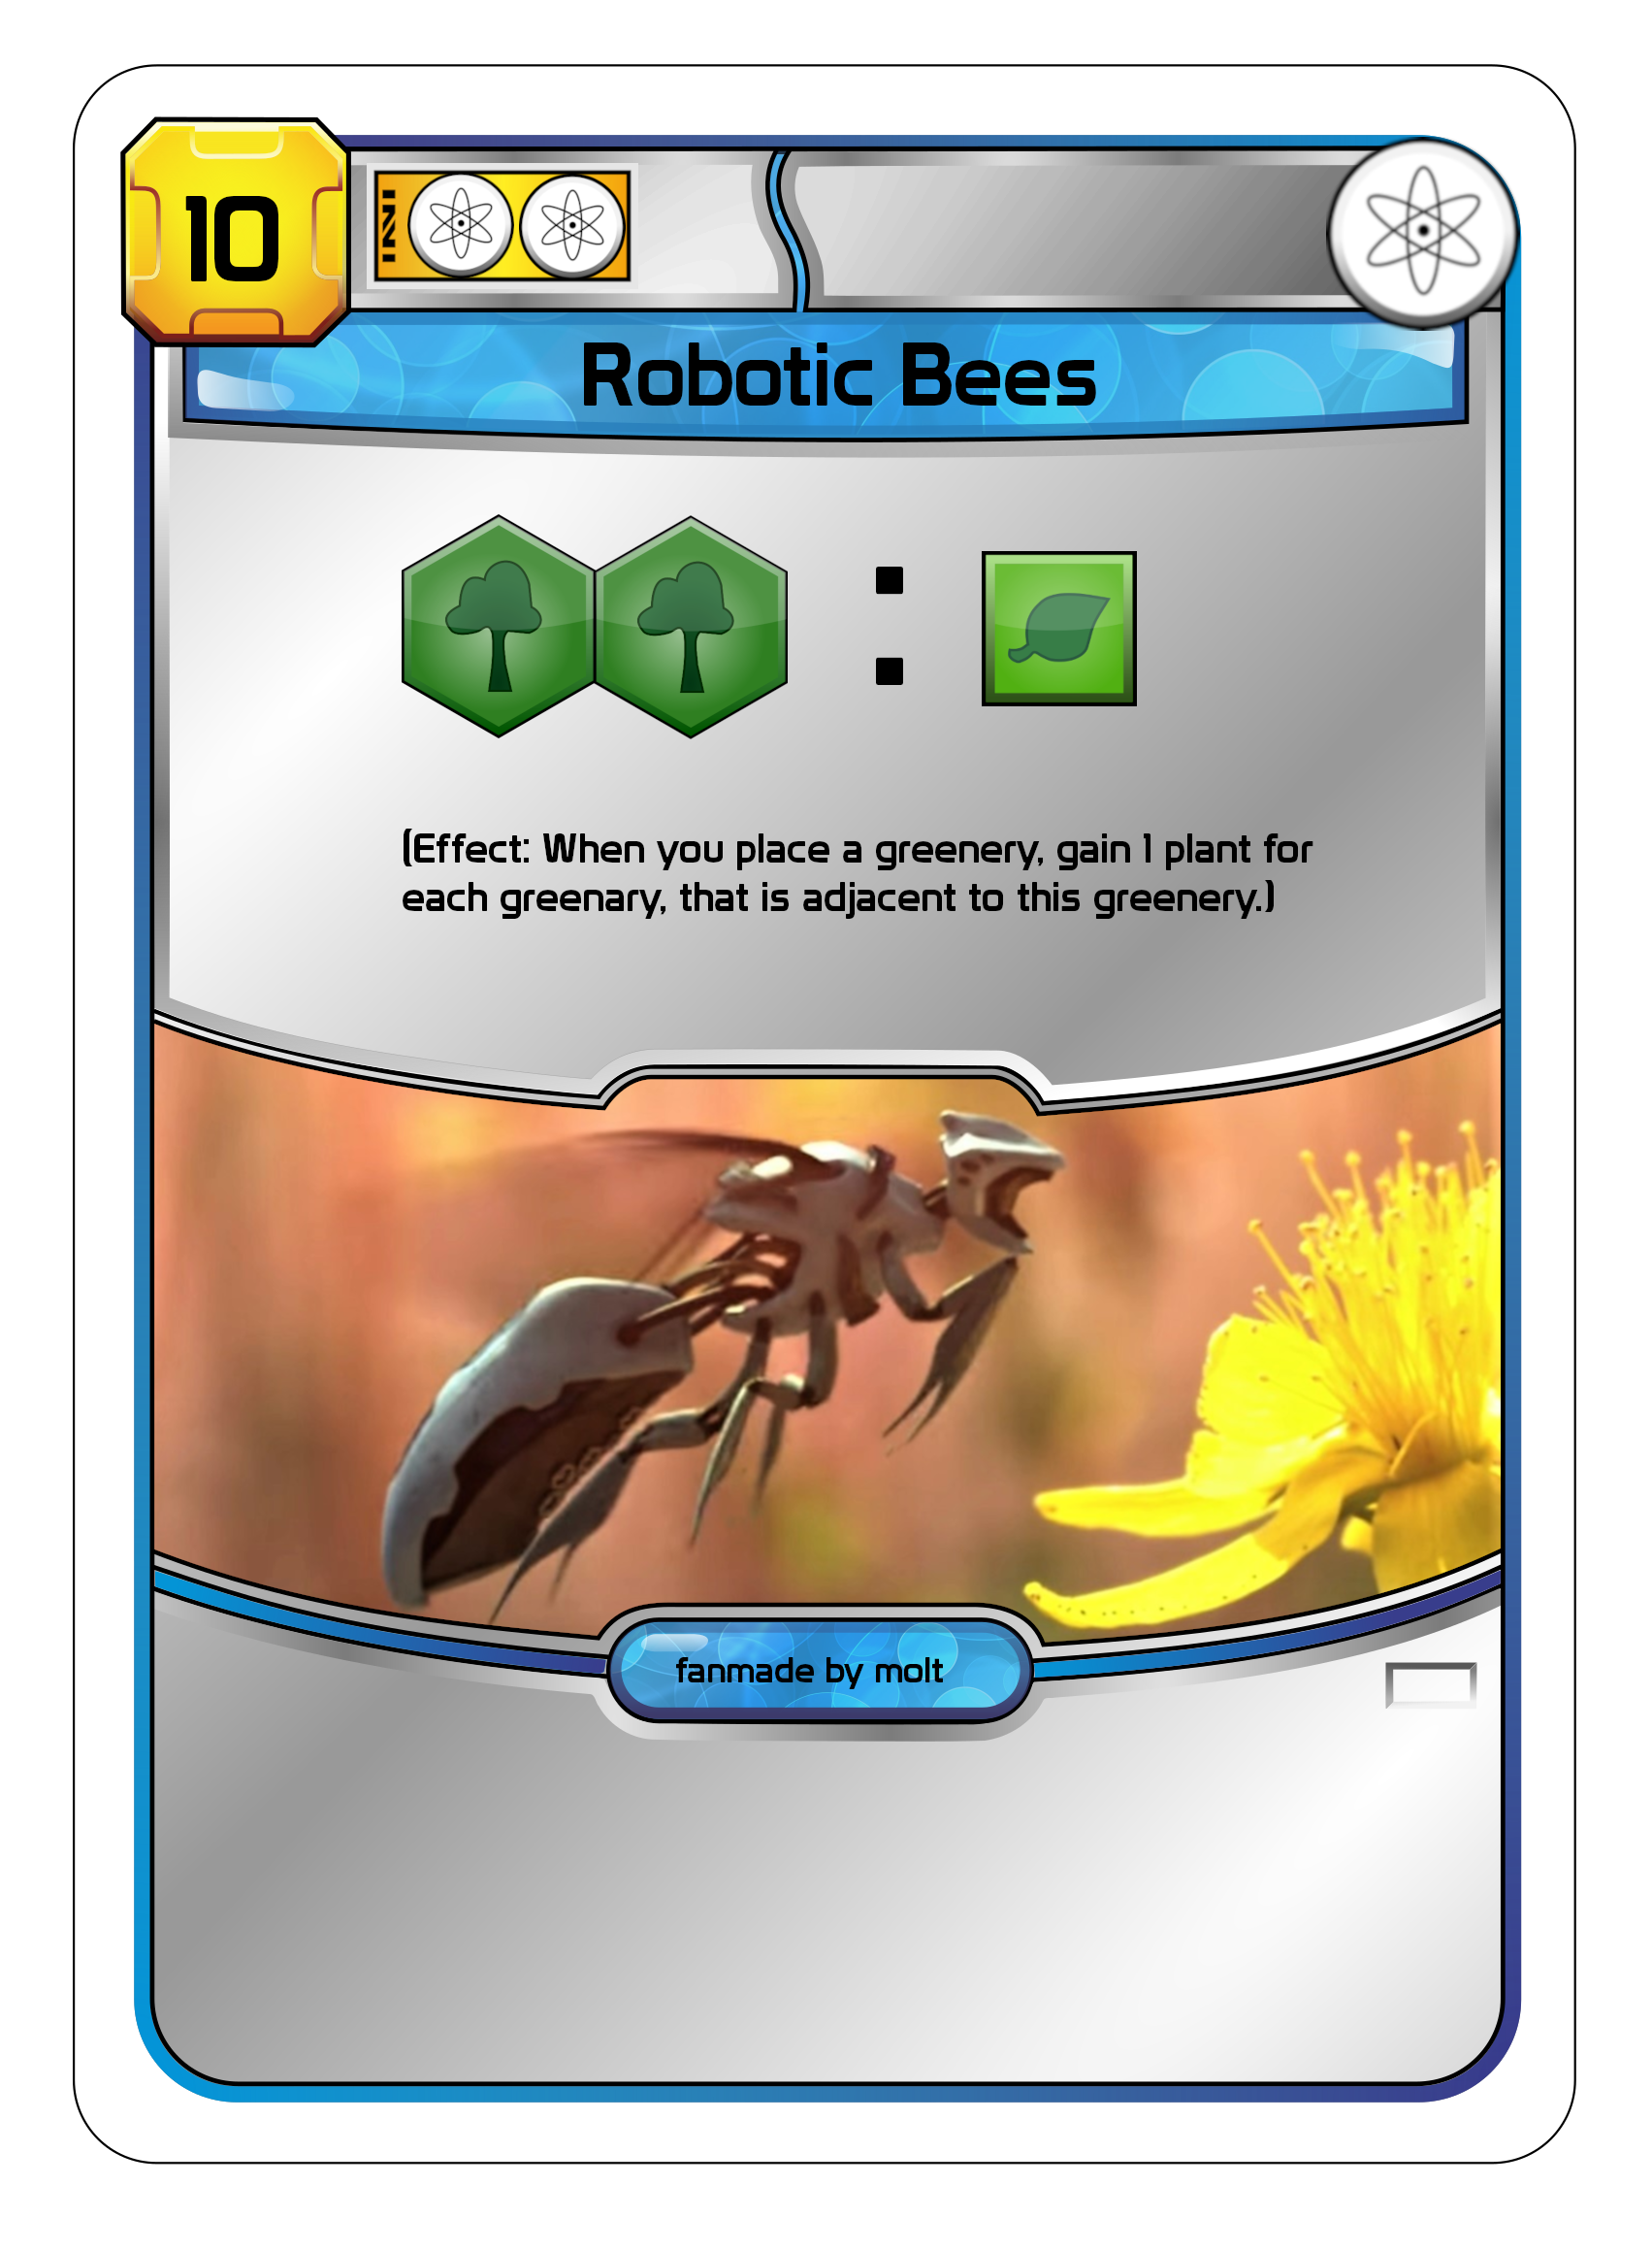 10
INI
Robotic Bees
(Effect: When you place a greenery, gain 1 plant for
each greenary, that is adjacent to this greenery.)
fanmade by molt